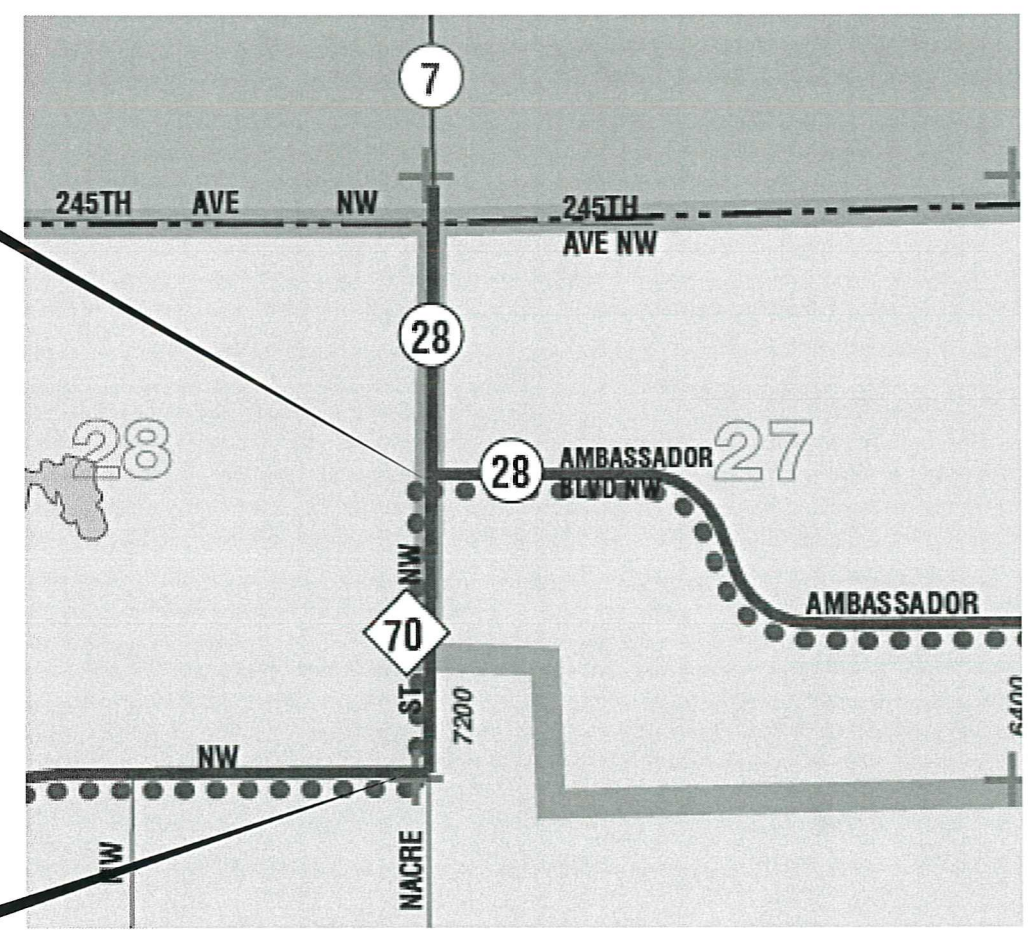 7
245TH AVE NW
245TH
AVE NW
28
28
28
AMBASSADOR
BLVD NW
27
NW
70
ST
AMBASSADOR
7200
6400
NW
NW
NACRE